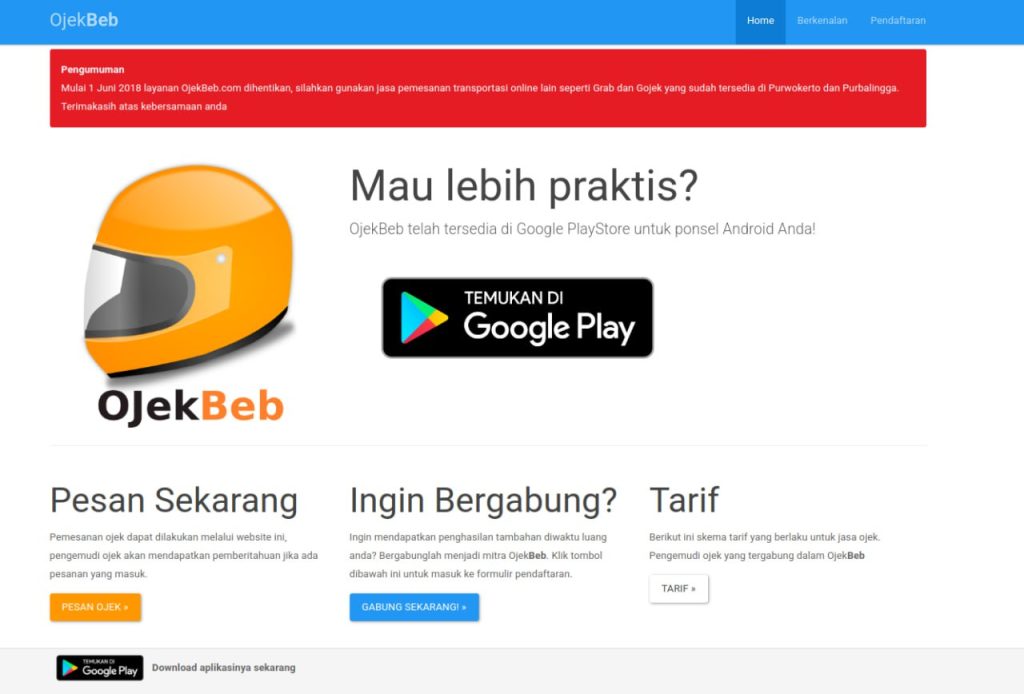 OjekBeb
Home
Berkenalan
Pendaftaran
Pengumuman
Mulai 1 Juni 2018 layanan OjekBeb.com dihentikan, silahkan gunakan jasa pemesanan transportasi online lain seperti Grab dan Gojek yang sudah tersedia di Purwokerto dan Purbalingga.
Terimakasih atas kebersamaan anda
Mau lebih praktis?
OjekBeb telah tersedia di Google PlayStore untuk ponsel Android Anda!
TEMUKAN DI
Google Play
OJekBeb
Pesan Sekarang
Pemesanan ojek dapat dilakukan melalui website ini,
pengemudi ojek akan mendapatkan pemberitahuan jika ada
pesanan yang masuk.
PESAN OJEK »
Ingin Bergabung?
Ingin mendapatkan penghasilan tambahan diwaktu luang
anda? Bergabunglah menjadi mitra OjekBeb. Klik tombol
dibawah ini untuk masuk ke formulir pendaftaran.
GABUNG SEKARANG! »
Tarif
Berikut ini skema tarif yang berlaku untuk jasa ojek.
Pengemudi ojek yang tergabung dalam OjekBeb
TARIF »
TEMUKAN DI
Google Play
Download aplikasinya sekarang